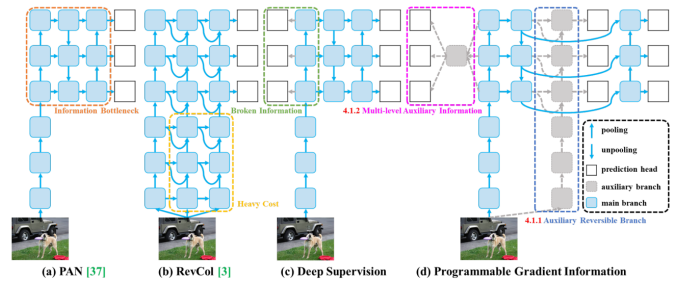 Information Bottleneck
Broken Information
4.1.2 Multi-level Auxiliary Information
Heavy Cost
pooling
unpooling
prediction head
auxiliary branch
main branch
4.1.1 Auxiliary Reversible Branch
(a) PAN [37]
(b) RevCol [3]
(c) Deep Supervision
(d) Programmable Gradient Information